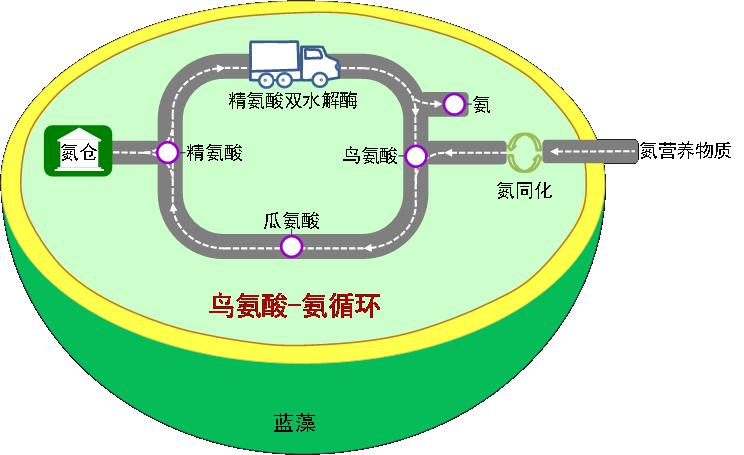 精氨酸双水解酶
氨
氮仓
精氨酸
鸟氨酸
氮营养物质
氮同化
瓜氨酸
鸟氨酸-氨循环
蓝藻